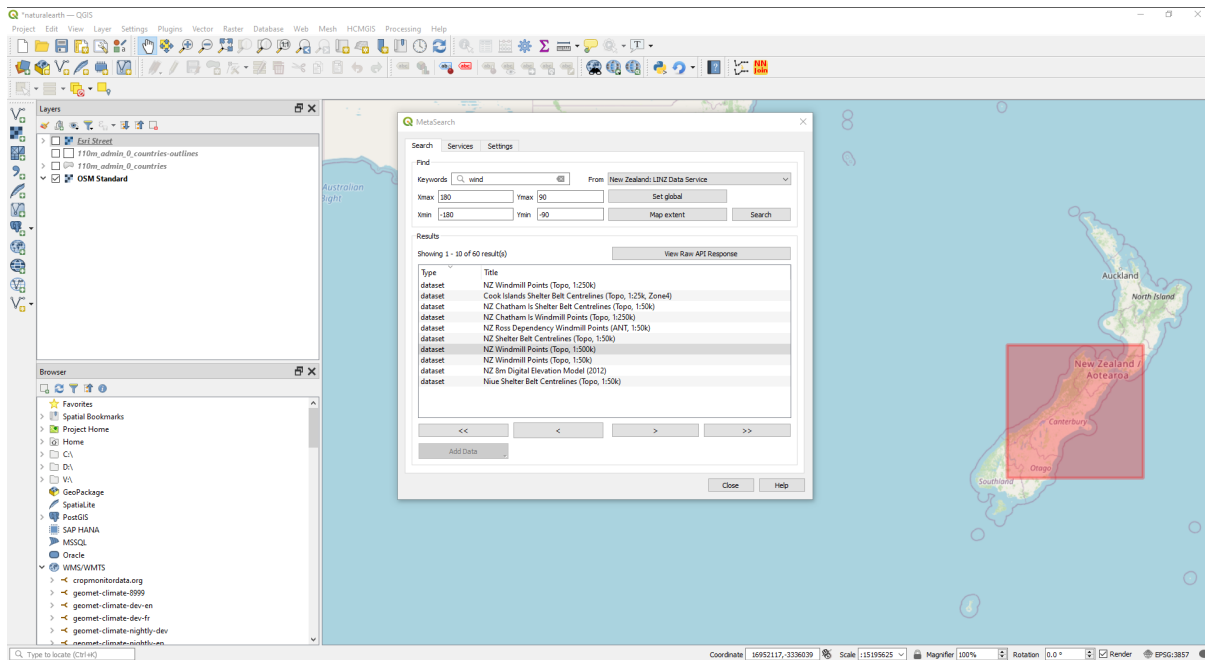 *naturalearth — QGIS
Project Edit View Layer Settings Plugins Vector Raster Database Web Mesh HCMGIS Processing Help
NN
Join
Layers
Esri Street
110m_admin_0_countries-outlines
110m_admin_0_countries
OSM Standard
Browser
Favorites
Spatial Bookmarks
Project Home
Home
C:\
D:\
V:\
GeoPackage
SpatiaLite
PostGIS
SAP HANA
MSSQL
Oracle
WMS/WMTS
cropmonitordata.org
geomet-climate-8999
geomet-climate-dev-en
geomet-climate-dev-fr
geomet-climate-nightly-dev
geomet-climate-nightly-en
Australian
Bight
MetaSearch
Search Services Settings
Find
Keywords wind From New Zealand: LINZ Data Service
Xmax 180 Ymax 90 Set global
Xmin -180 Ymin -90 Map extent Search
Results
Showing 1 - 10 of 60 result(s) View Raw API Response
Type Title
dataset NZ Windmill Points (Topo, 1:250k)
dataset Cook Islands Shelter Belt Centrelines (Topo, 1:25k, Zone4)
dataset NZ Chatham Is Shelter Belt Centrelines (Topo, 1:50k)
dataset NZ Chatham Is Windmill Points (Topo, 1:250k)
dataset NZ Ross Dependency Windmill Points (ANT, 1:50k)
dataset NZ Shelter Belt Centrelines (Topo, 1:50k)
dataset NZ Windmill Points (Topo, 1:500k)
dataset NZ Windmill Points (Topo, 1:50k)
dataset NZ 8m Digital Elevation Model (2012)
dataset Niue Shelter Belt Centrelines (Topo, 1:50k)
<< < > >>
Add Data
Close Help
Auckland
North Island
New Zealand /
Aotearoa
Canterbury
Otago
Southland
Type to locate (Ctrl+K) Coordinate 16952117,-3336039 Scale :15195625 Magnifier 100% Rotation 0.0 ° Render EPSG:3857